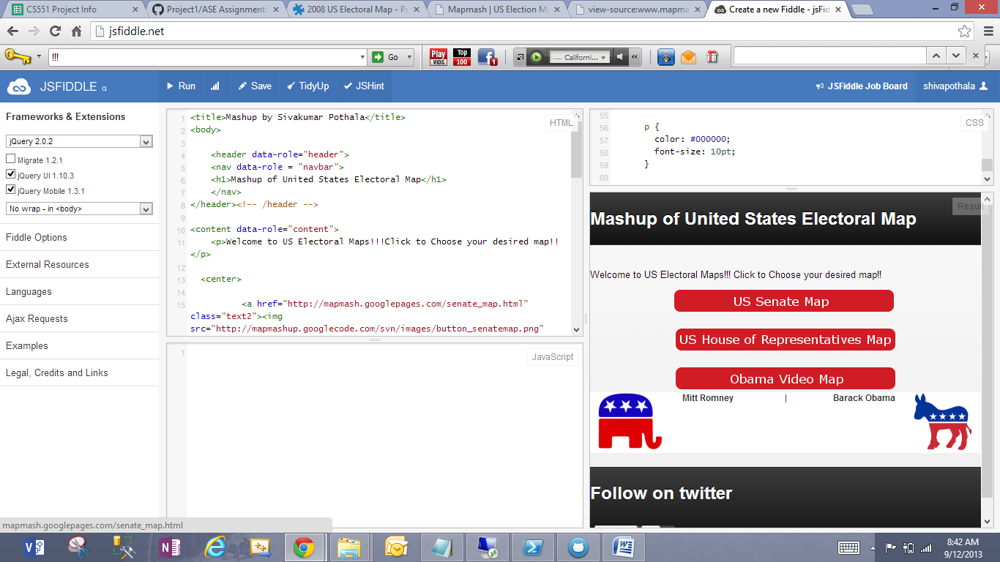 CS551 Project Info
Project1/ASE Assignment
2008 US Electoral Map - P
Mapmash | US Election M
view-source:www.mapma
Create a new Fiddle - jsFid
jsfiddle.net
!!!
Go
Play VIDS
Top 100
1
..... Californi...
JSFIDDLE α
Run
Save
TidyUp
JSHint
JSFiddle Job Board
shivapothala
Frameworks & Extensions
jQuery 2.0.2
Migrate 1.2.1
jQuery UI 1.10.3
jQuery Mobile 1.3.1
No wrap - in <body>
Fiddle Options
External Resources
Languages
Ajax Requests
Examples
Legal, Credits and Links
HTML
1 <title>Mashup by Sivakumar Pothala</title>
2 <body>
3
4 <header data-role="header">
5 <nav data-role = "navbar">
6 <h1>Mashup of United States Electoral Map</h1>
7 </nav>
8 </header><!-- /header -->
9
10 <content data-role="content">
11 <p>Welcome to US Electoral Maps!!!Click to Choose your desired map!!
</p>
12
13 <center>
14
15 <a href="http://mapmash.googlepages.com/senate_map.html"
class="text2"><img
src="http://mapmashup.googlecode.com/svn/images/button_senatemap.png"
1
JavaScript
CSS
55
56 p {
57 color: #000000;
58 font-size: 10pt;
59 }
60
Result
Mashup of United States Electoral Map
Welcome to US Electoral Maps!!! Click to Choose your desired map!!
US Senate Map
US House of Representatives Map
Obama Video Map
Mitt Romney | Barack Obama
Follow on twitter
mapmash.googlepages.com/senate_map.html
8:42 AM
9/12/2013